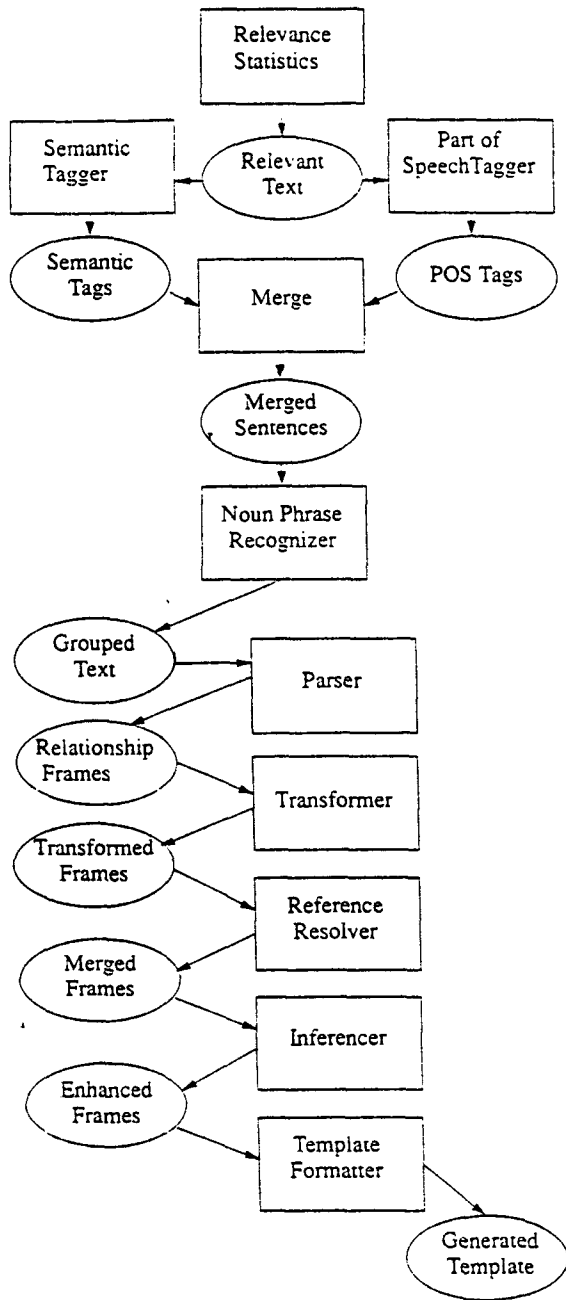 Relevance
Statistics
Semantic
Tagger
Relevant
Text
Part of
SpeechTagger
Semantic
Tags
Merge
POS Tags
Merged
Sentences
Noun Phrase
Recognizer
Grouped
Text
Parser
Relationship
Frames
Transformer
Transformed
Frames
Reference
Resolver
Merged
Frames
Inferencer
Enhanced
Frames
Template
Formatter
Generated
Template